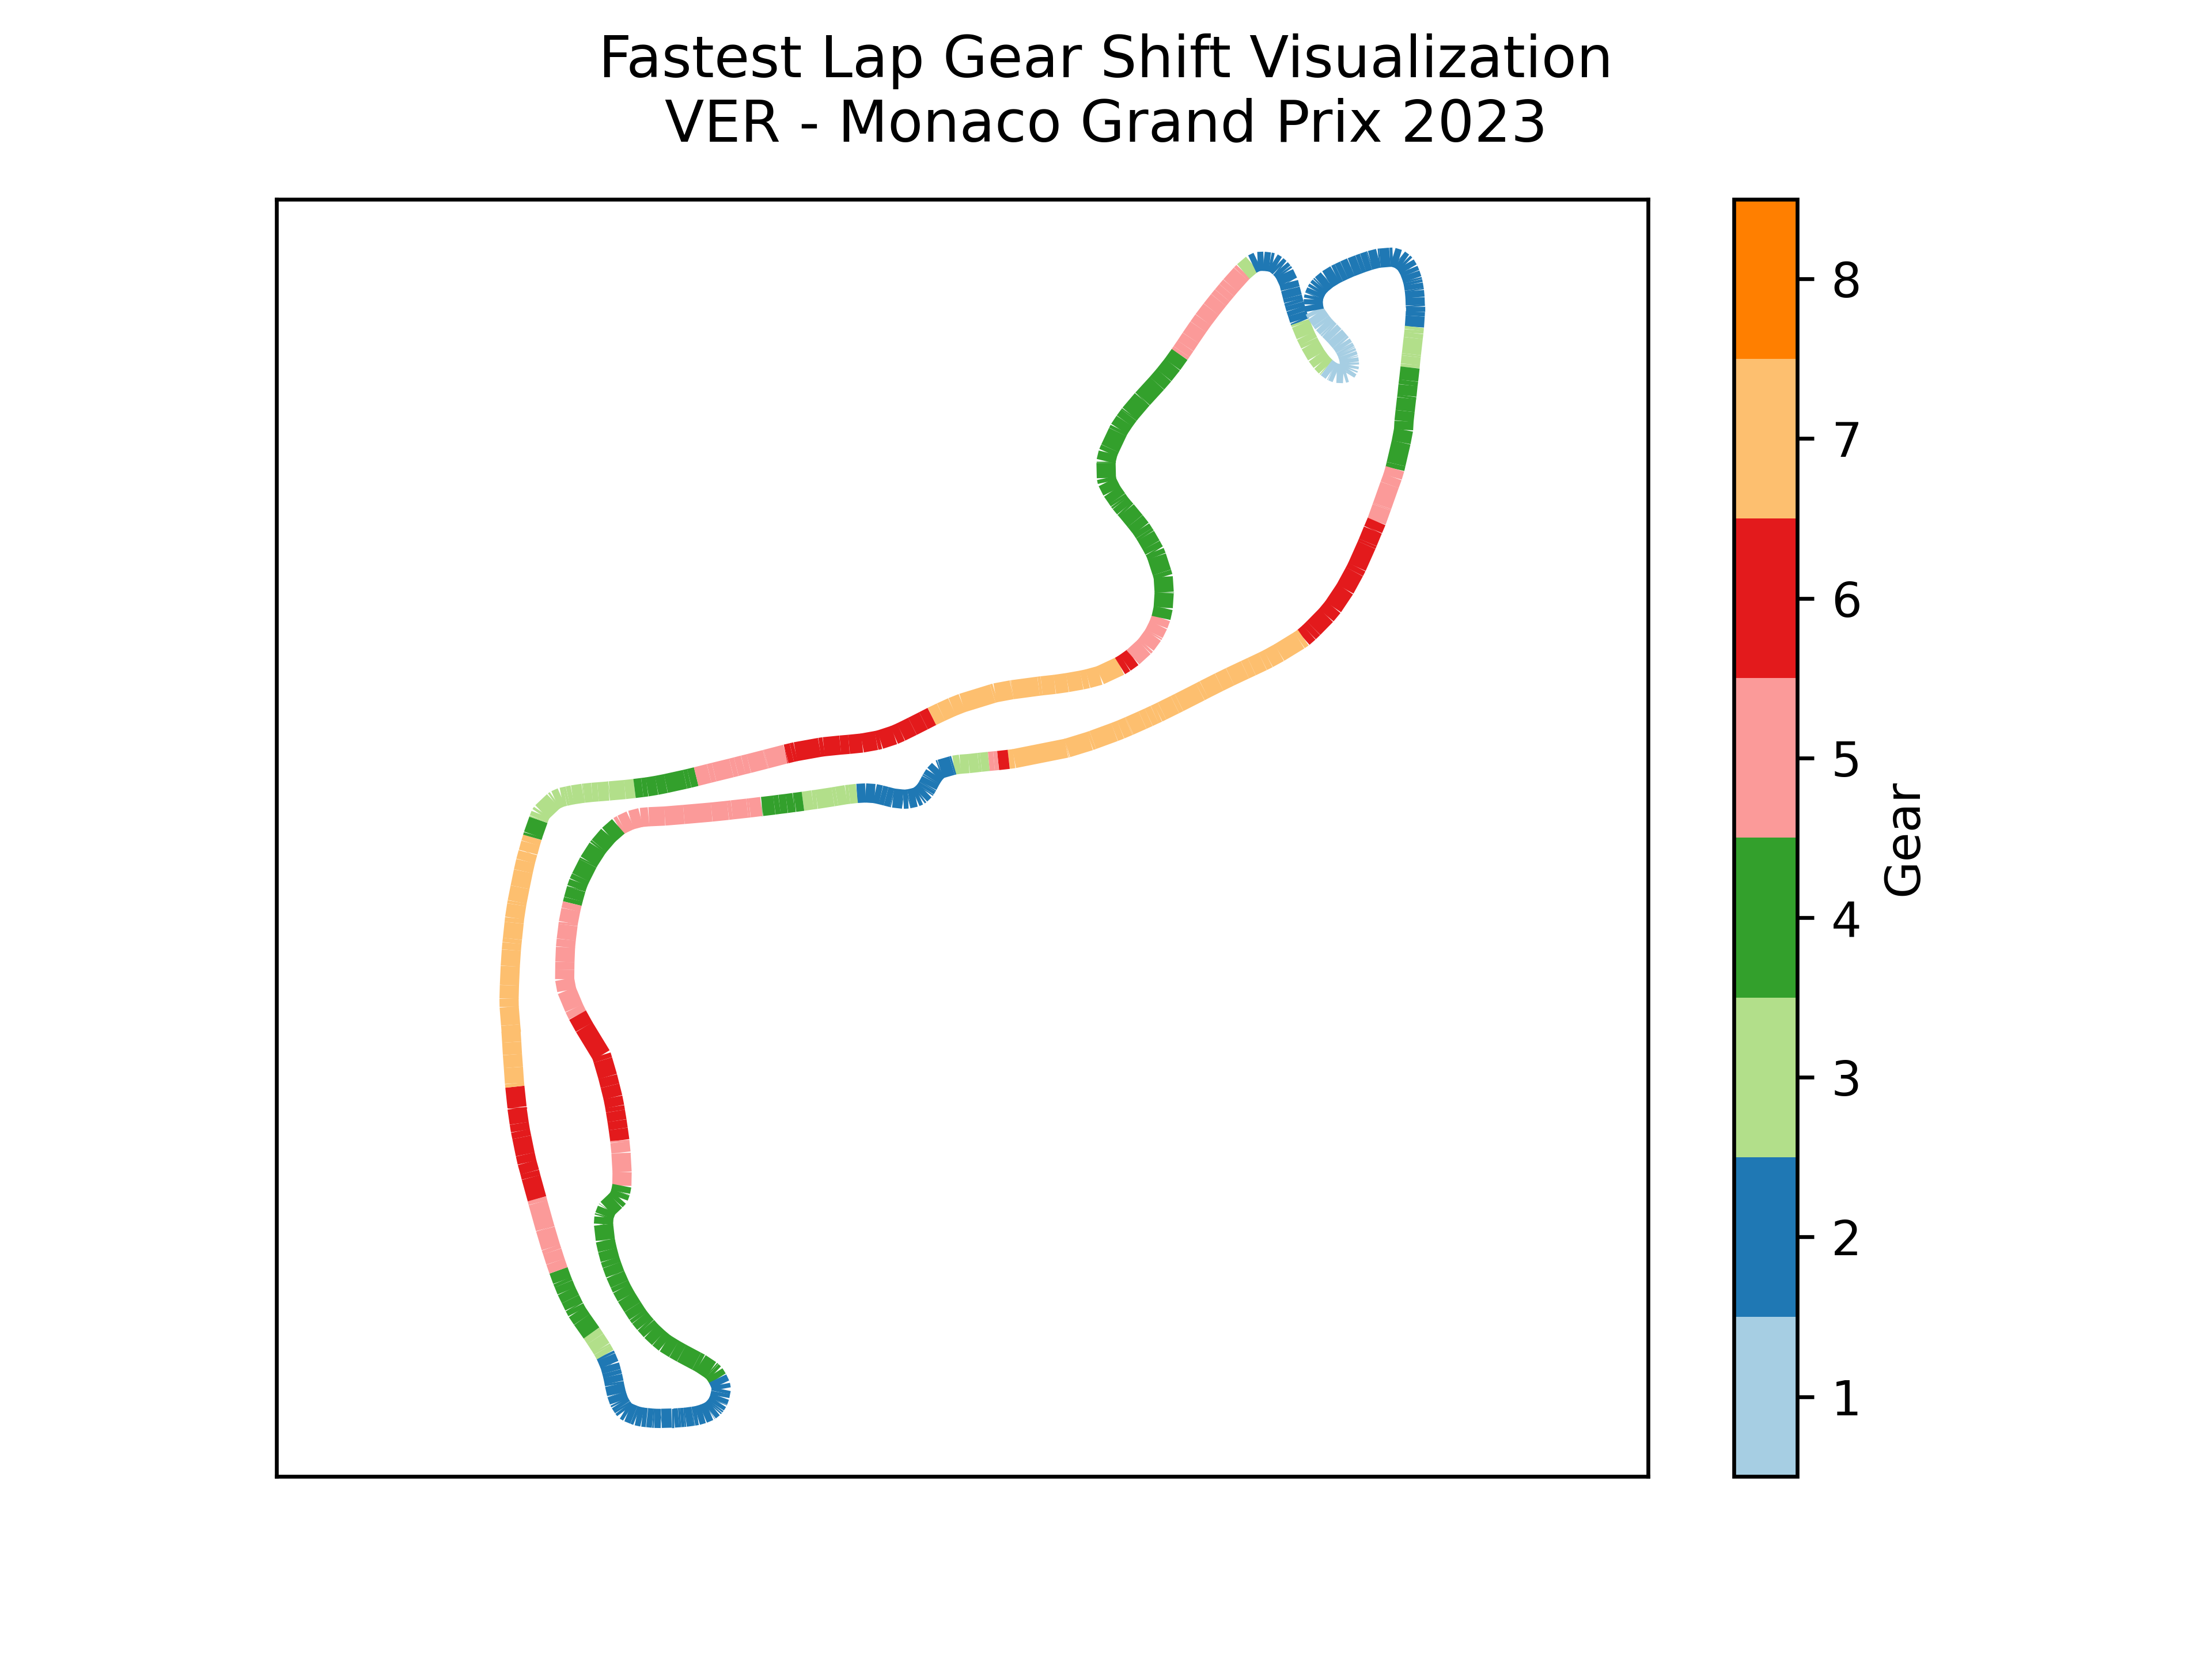 Fastest Lap Gear Shift Visualization
VER - Monaco Grand Prix 2023
8
7
6
5
4
3
2
1
Gear